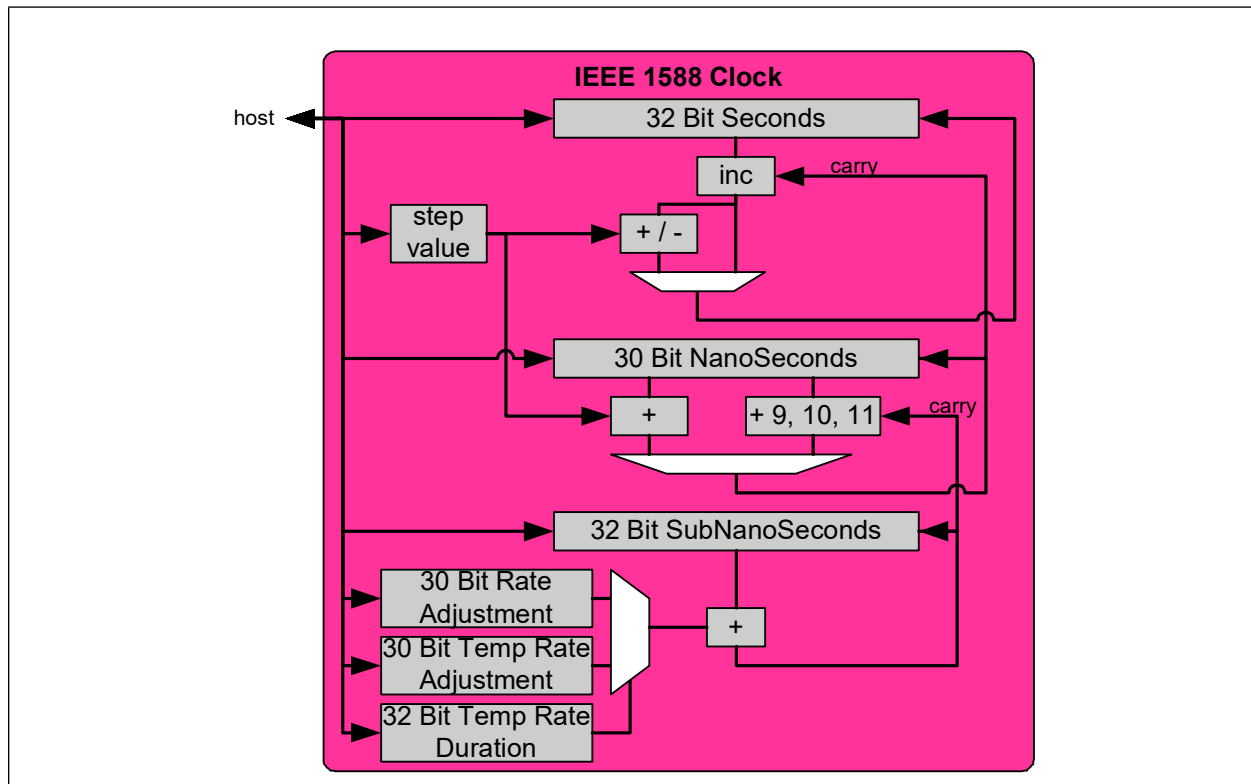 IEEE 1588 Clock
host
32 Bit Seconds
inc
carry
step
value
+ / -
30 Bit NanoSeconds
+
+ 9, 10, 11
carry
32 Bit SubNanoSeconds
30 Bit Rate
Adjustment
+
30 Bit Temp Rate
Adjustment
32 Bit Temp Rate
Duration